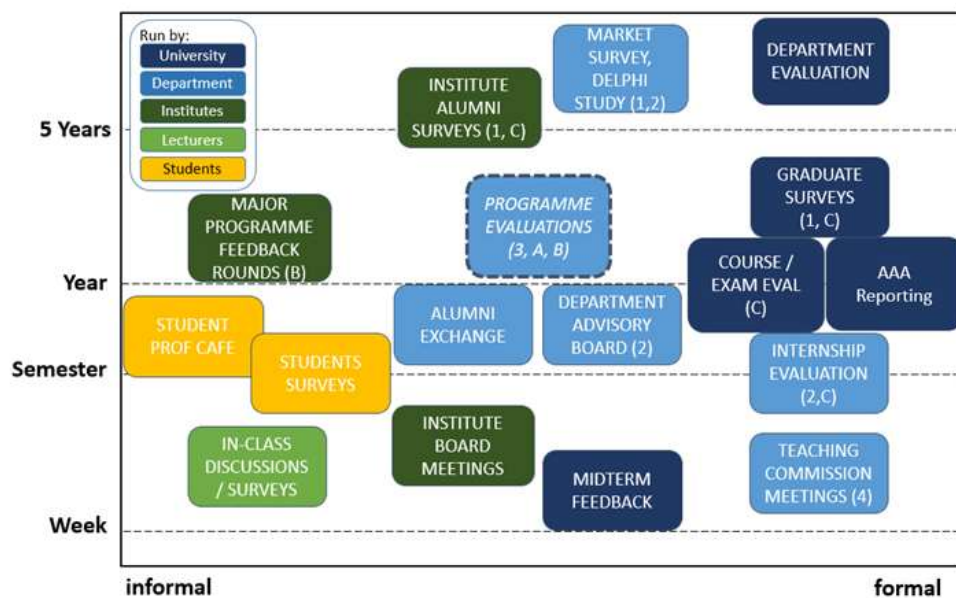 Run by:
University
Department
Institutes
Lecturers
Students
MARKET
SURVEY,
DELPHI
STUDY (1,2)
DEPARTMENT
EVALUATION
INSTITUTE
ALUMNI
SURVEYS (1, C)
5 Years
GRADUATE
SURVEYS
(1, C)
MAJOR
PROGRAMME
FEEDBACK
ROUNDS (B)
PROGRAMME
EVALUATIONS
(3, A, B)
COURSE /
EXAM EVAL
(C)
AAA
Reporting
Year
STUDENT
PROF CAFE
ALUMNI
EXCHANGE
DEPARTMENT
ADVISORY
BOARD (2)
STUDENTS
SURVEYS
INTERNSHIP
EVALUATION
(2,C)
Semester
IN-CLASS
DISCUSSIONS
/ SURVEYS
INSTITUTE
BOARD
MEETINGS
MIDTERM
FEEDBACK
TEACHING
COMMISSION
MEETINGS (4)
Week
informal
formal